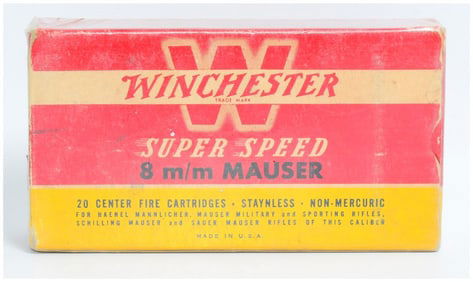 W
WINCHESTER
TRADE MARK
SUPER SPEED
8 m/m MAUSER
20 CENTER FIRE CARTRIDGES · STAYNLESS · NON-MERCURIC
FOR HAENEL MANNLICHER, MAUSER MILITARY and SPORTING RIFLES,
SCHILLING MAUSER and SAUER MAUSER RIFLES OF THIS CALIBER
MADE IN U.S.A.